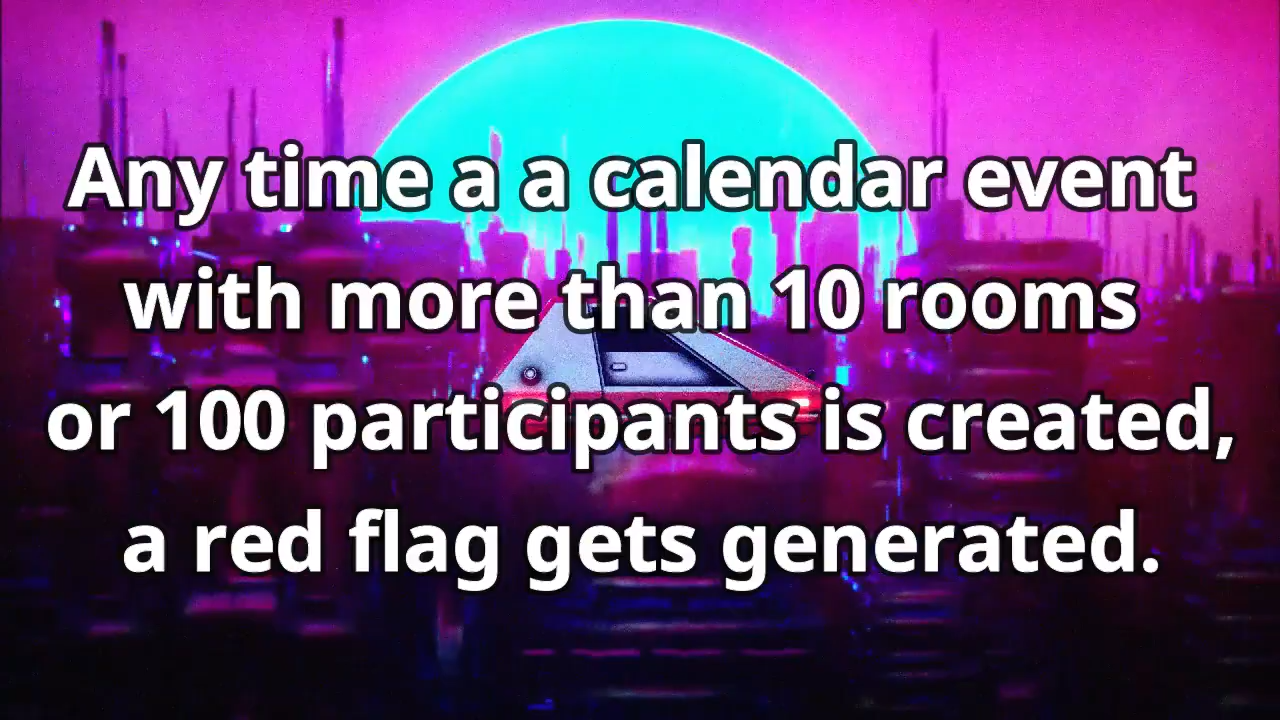 Any time a a calendar event
with more than 10 rooms
or 100 participants is created,
a red flag gets generated.